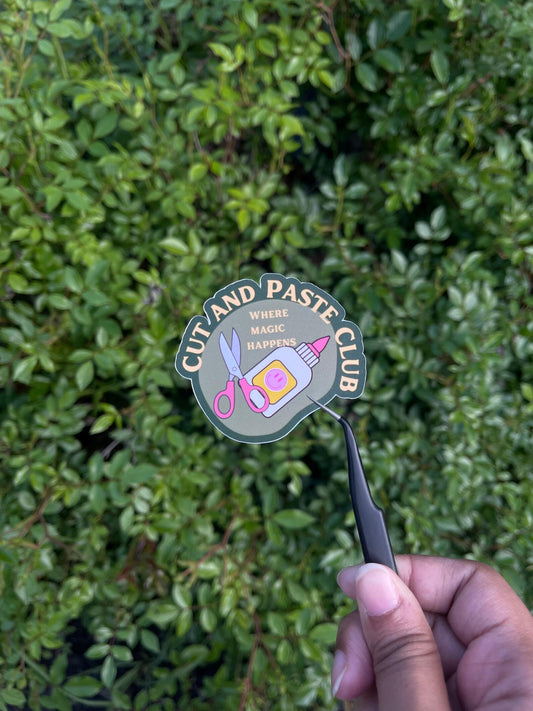 Cut and Paste Club
Where
magic
happens